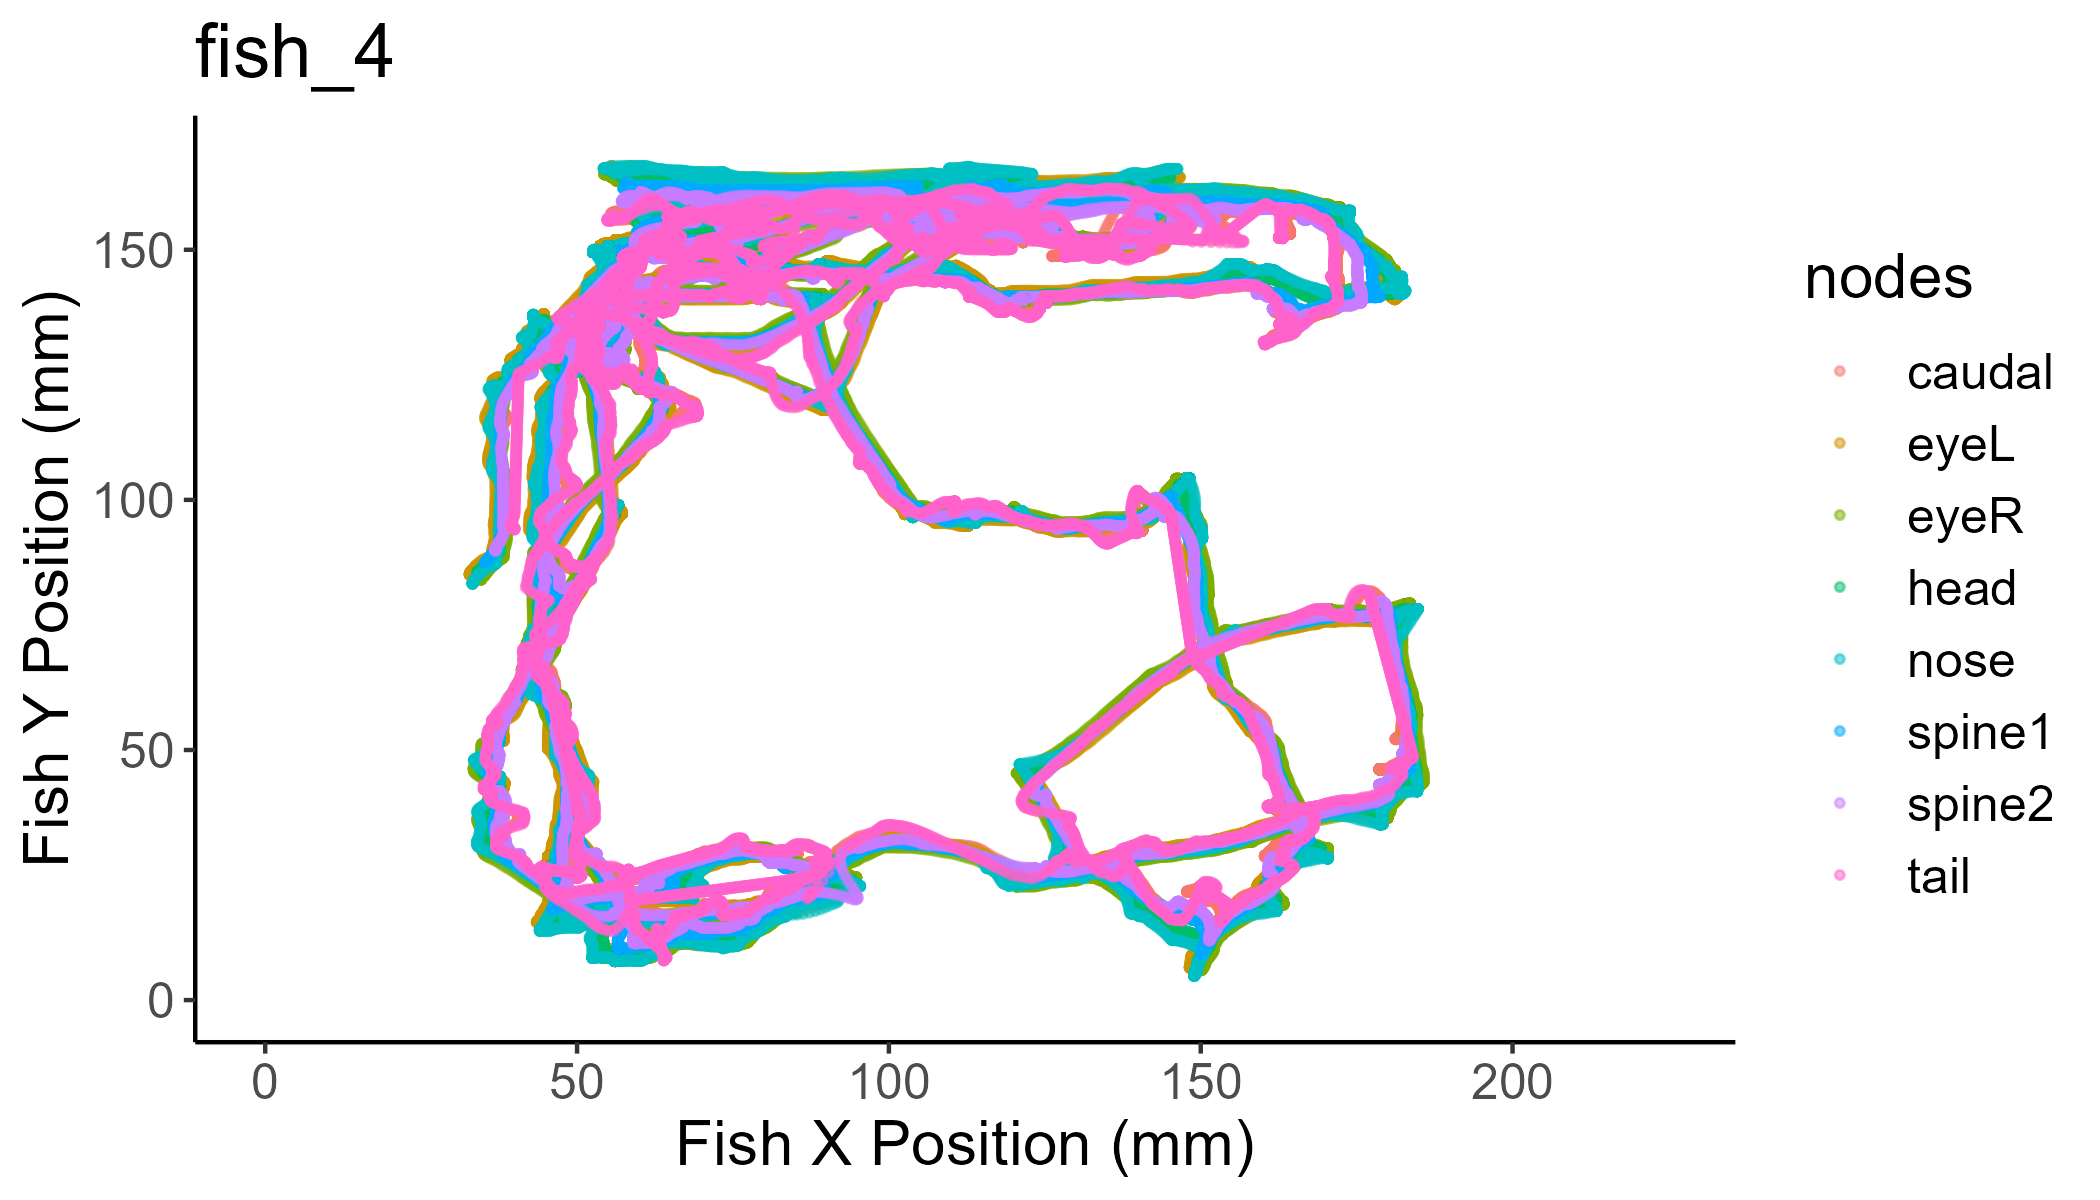 fish_4
Fish Y Position (mm)
150
100
50
0
0 50 100 150 200
Fish X Position (mm)
nodes
caudal
eyeL
eyeR
head
nose
spine1
spine2
tail